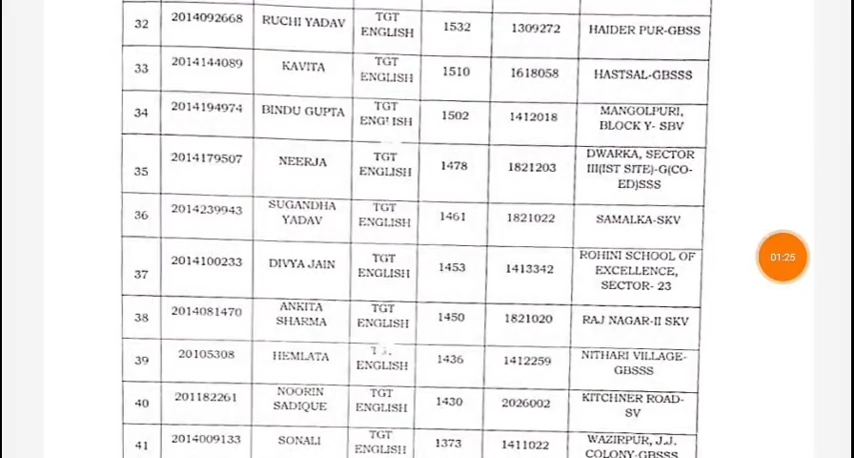 32 2014092668 RUCHI YADAV TGT ENGLISH 1532 1309272 HAIDER PUR-GBSS
33 2014144089 KAVITA TGT ENGLISH 1510 1618058 HASTSAL-GBSSS
34 2014194974 BINDU GUPTA TGT ENGLISH 1502 1412018 MANGOLPURI, BLOCK Y- SBV
35 2014179507 NEERJA TGT ENGLISH 1478 1821203 DWARKA, SECTOR III(IST SITE)-G(CO-ED)SSS
36 2014239943 SUGANDHA YADAV TGT ENGLISH 1461 1821022 SAMALKA-SKV
37 2014100233 DIVYA JAIN TGT ENGLISH 1453 1413342 ROHINI SCHOOL OF EXCELLENCE, SECTOR- 23
38 2014081470 ANKITA SHARMA TGT ENGLISH 1450 1821020 RAJ NAGAR-II SKV
39 20105308 HEMLATA ENGLISH 1436 1412259 NITHARI VILLAGE-GBSSS
40 201182261 NOORIN SADIQUE TGT ENGLISH 1430 2026002 KITCHNER ROAD-SV
41 2014009133 SONALI TGT ENGLISH 1373 1411022 WAZIRPUR, J.J. COLONY-GBSSS
01:25